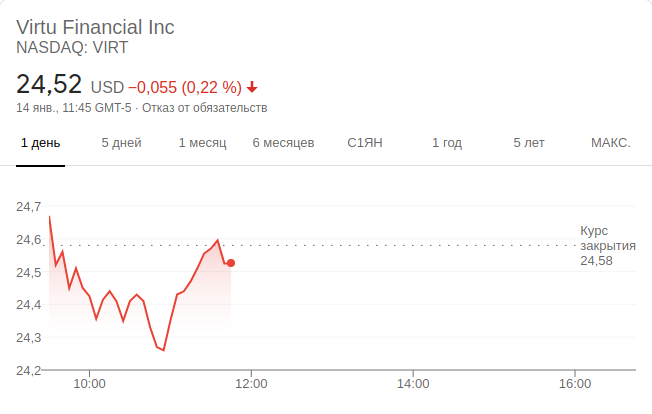 Virtu Financial Inc
NASDAQ: VIRT
24,52 USD −0,055 (0,22 %)
14 янв., 11:45 GMT-5 · Отказ от обязательств
1 день 5 дней 1 месяц 6 месяцев С1ЯН 1 год 5 лет МАКС.
24,7
24,6
24,5
24,4
24,3
24,2
Курс
закрытия
24,58
10:00 12:00 14:00 16:00